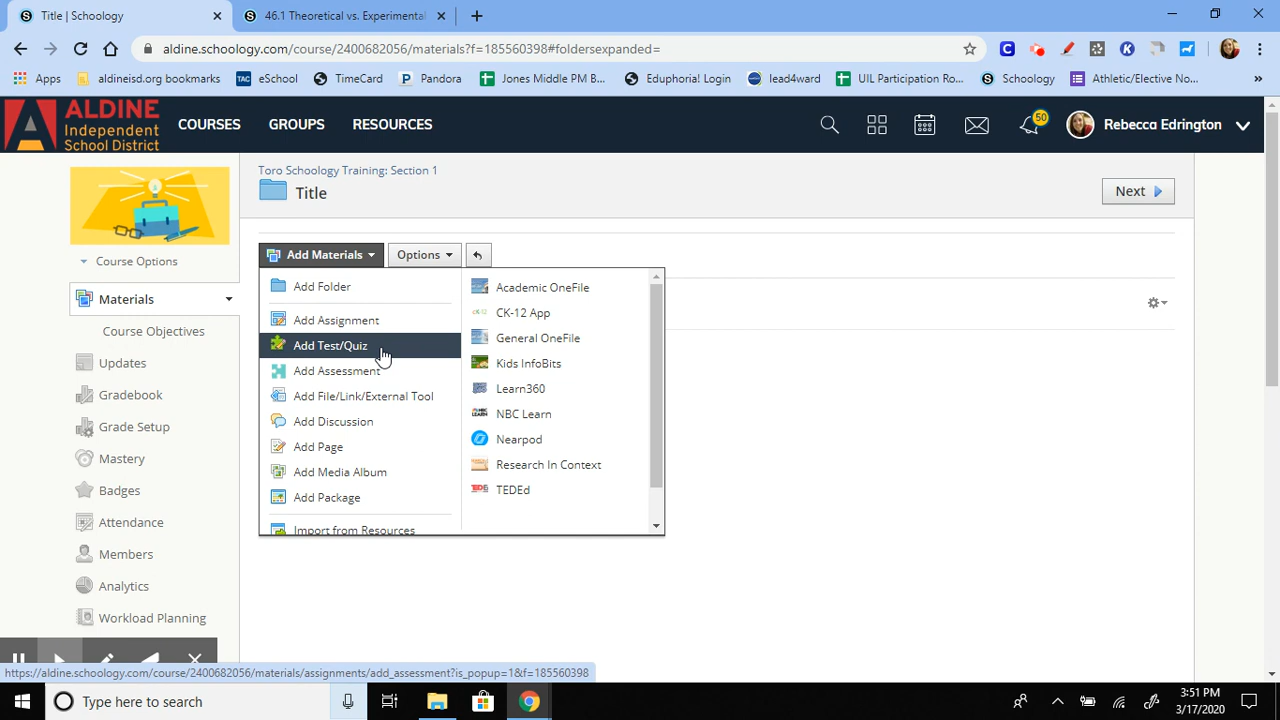 Title | Schoology
46.1 Theoretical vs. Experimental
aldine.schoology.com/course/2400682056/materials?f=185560398#foldersexpanded=
Apps
aldineisd.org bookmarks
TAC eSchool
TimeCard
Pandora
Jones Middle PM B...
Eduphoria! Login
lead4ward
UIL Participation Ro...
Schoology
Athletic/Elective No...
»
ALDINE
Independent
School District
COURSES
GROUPS
RESOURCES
50
Rebecca Edrington
Toro Schoology Training: Section 1
Title
Next
Course Options
Materials
Course Objectives
Updates
Gradebook
Grade Setup
Mastery
Badges
Attendance
Members
Analytics
Workload Planning
Add Materials
Options
Add Folder
Add Assignment
Add Test/Quiz
Add Assessment
Add File/Link/External Tool
Add Discussion
Add Page
Add Media Album
Add Package
Import from Resources
Academic OneFile
CK-12 App
General OneFile
Kids InfoBits
Learn360
NBC Learn
Nearpod
Research In Context
TEDEd
https://aldine.schoology.com/course/2400682056/materials/assignments/add_assessment?is_popup=1&f=185560398
Type here to search
3:51 PM
3/17/2020